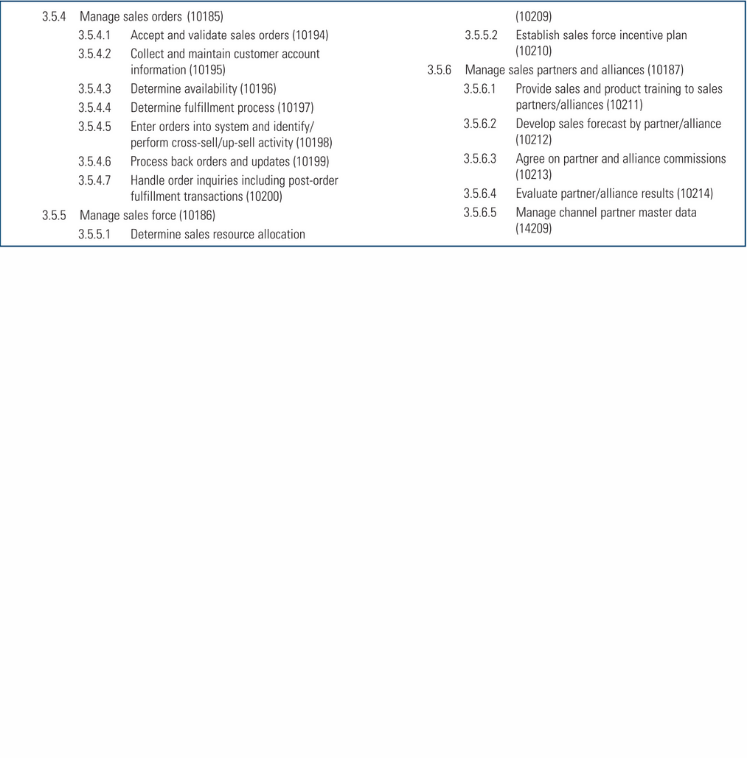 3.5.4 Manage sales orders (10185)
3.5.4.1 Accept and validate sales orders (10194)
3.5.4.2 Collect and maintain customer account
information (10195)
3.5.4.3 Determine availability (10196)
3.5.4.4 Determine fulfillment process (10197)
3.5.4.5 Enter orders into system and identify/
perform cross-sell/up-sell activity (10198)
3.5.4.6 Process back orders and updates (10199)
3.5.4.7 Handle order inquiries including post-order
fulfillment transactions (10200)
3.5.5 Manage sales force (10186)
3.5.5.1 Determine sales resource allocation
(10209)
3.5.5.2 Establish sales force incentive plan
(10210)
3.5.6 Manage sales partners and alliances (10187)
3.5.6.1 Provide sales and product training to sales
partners/alliances (10211)
3.5.6.2 Develop sales forecast by partner/alliance
(10212)
3.5.6.3 Agree on partner and alliance commissions
(10213)
3.5.6.4 Evaluate partner/alliance results (10214)
3.5.6.5 Manage channel partner master data
(14209)